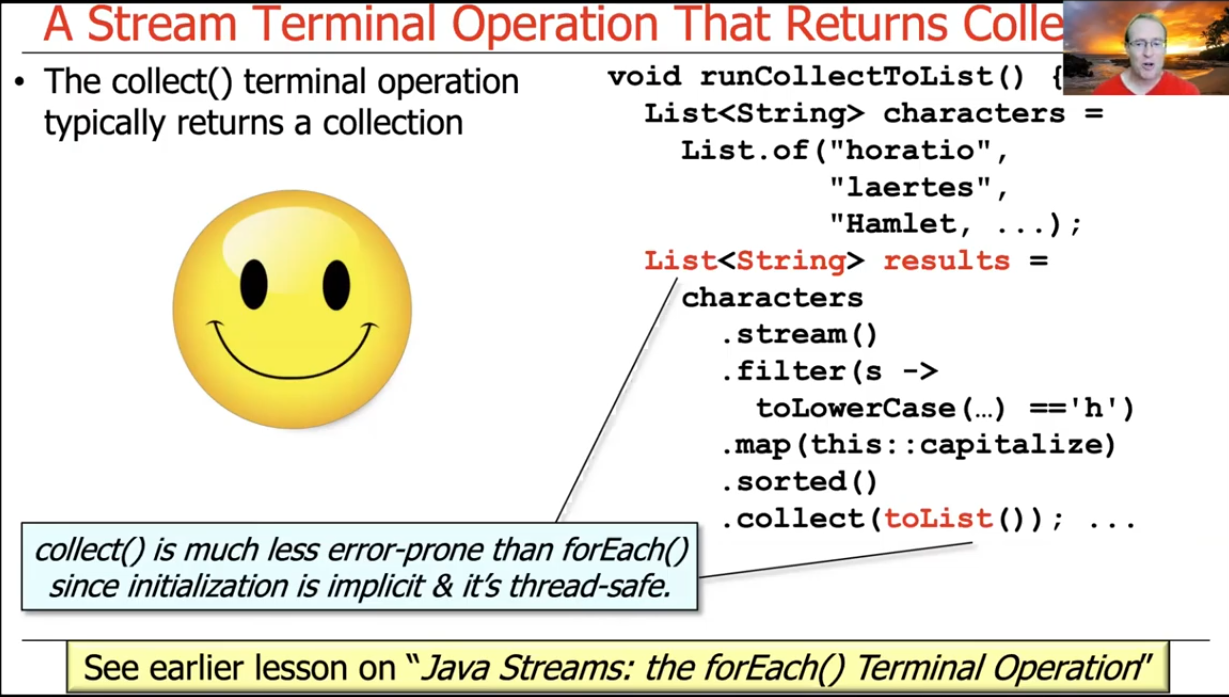 A Stream Terminal Operation That Returns Colle
• The collect() terminal operation
typically returns a collection
void runCollectToList() {
List<String> characters =
List.of("horatio",
"laertes",
"Hamlet, ...);
List<String> results =
characters
.stream()
.filter(s ->
toLowerCase(…) =='h')
.map(this::capitalize)
.sorted()
.collect(toList()); ...
collect() is much less error-prone than forEach()
since initialization is implicit & it's thread-safe.
See earlier lesson on “Java Streams: the forEach() Terminal Operation”